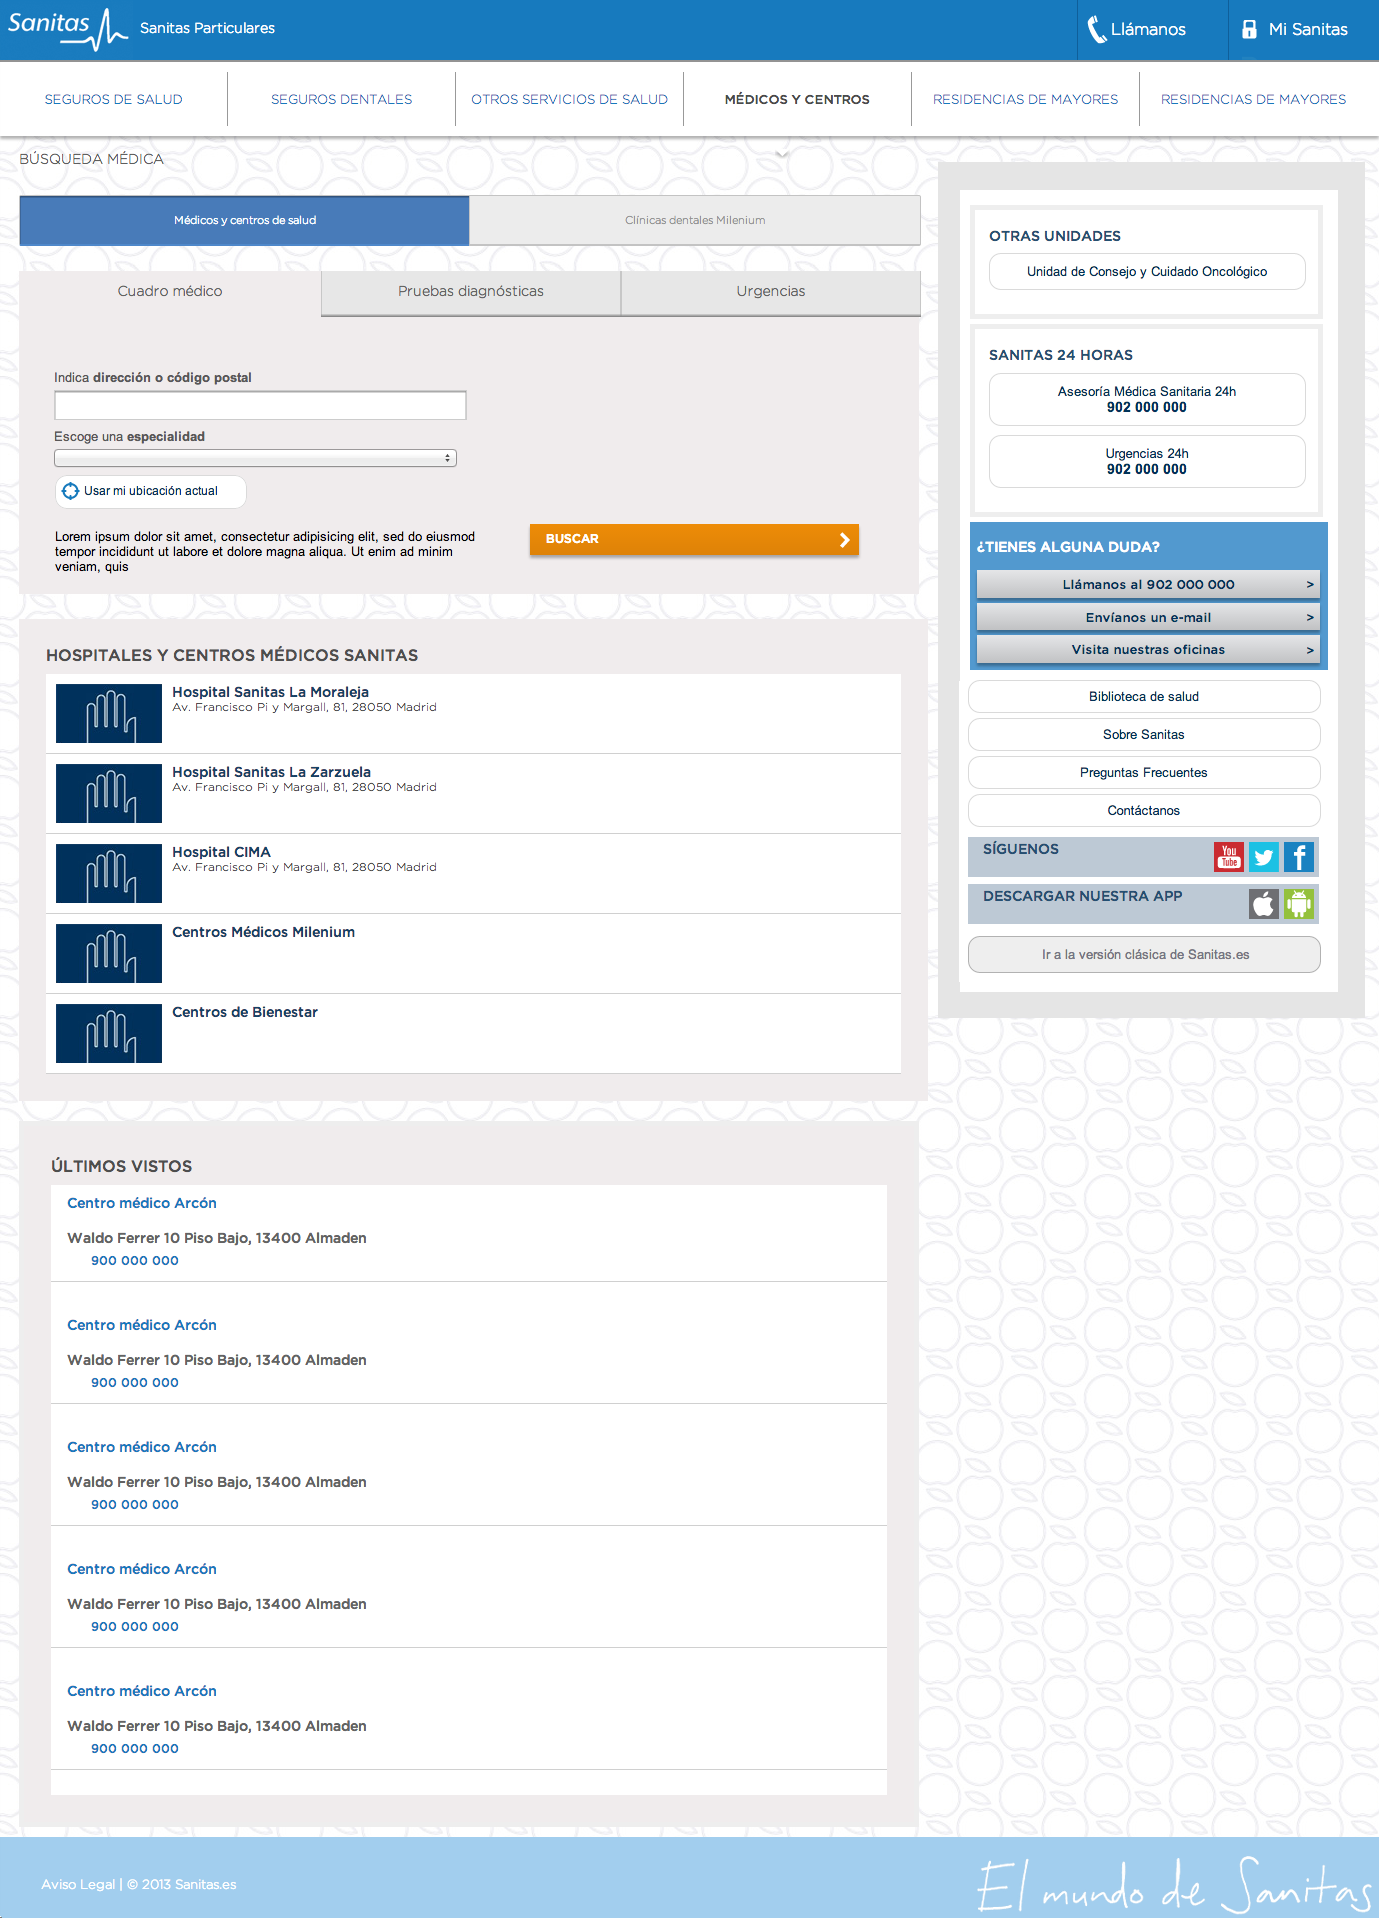 Sanitas
Sanitas Particulares
Llámanos
Mi Sanitas
SEGUROS DE SALUD
SEGUROS DENTALES
OTROS SERVICIOS DE SALUD
MÉDICOS Y CENTROS
RESIDENCIAS DE MAYORES
RESIDENCIAS DE MAYORES
BÚSQUEDA MÉDICA
Médicos y centros de salud
Clínicas dentales Milenium
Cuadro médico
Pruebas diagnósticas
Urgencias
Indica dirección o código postal
Escoge una especialidad
Usar mi ubicación actual
Lorem ipsum dolor sit amet, consectetur adipisicing elit, sed do eiusmod
tempor incididunt ut labore et dolore magna aliqua. Ut enim ad minim
veniam, quis
BUSCAR
HOSPITALES Y CENTROS MÉDICOS SANITAS
Hospital Sanitas La Moraleja
Av. Francisco Pi y Margall, 81, 28050 Madrid
Hospital Sanitas La Zarzuela
Av. Francisco Pi y Margall, 81, 28050 Madrid
Hospital CIMA
Av. Francisco Pi y Margall, 81, 28050 Madrid
Centros Médicos Milenium
Centros de Bienestar
ÚLTIMOS VISTOS
Centro médico Arcón
Waldo Ferrer 10 Piso Bajo, 13400 Almaden
900 000 000
Centro médico Arcón
Waldo Ferrer 10 Piso Bajo, 13400 Almaden
900 000 000
Centro médico Arcón
Waldo Ferrer 10 Piso Bajo, 13400 Almaden
900 000 000
Centro médico Arcón
Waldo Ferrer 10 Piso Bajo, 13400 Almaden
900 000 000
Centro médico Arcón
Waldo Ferrer 10 Piso Bajo, 13400 Almaden
900 000 000
OTRAS UNIDADES
Unidad de Consejo y Cuidado Oncológico
SANITAS 24 HORAS
Asesoría Médica Sanitaria 24h
902 000 000
Urgencias 24h
902 000 000
¿TIENES ALGUNA DUDA?
Llámanos al 902 000 000 >
Envíanos un e-mail >
Visita nuestras oficinas >
Biblioteca de salud
Sobre Sanitas
Preguntas Frecuentes
Contáctanos
SÍGUENOS
You Tube
f
DESCARGAR NUESTRA APP
Ir a la versión clásica de Sanitas.es
Aviso Legal | © 2013 Sanitas.es
El mundo de Sanitas